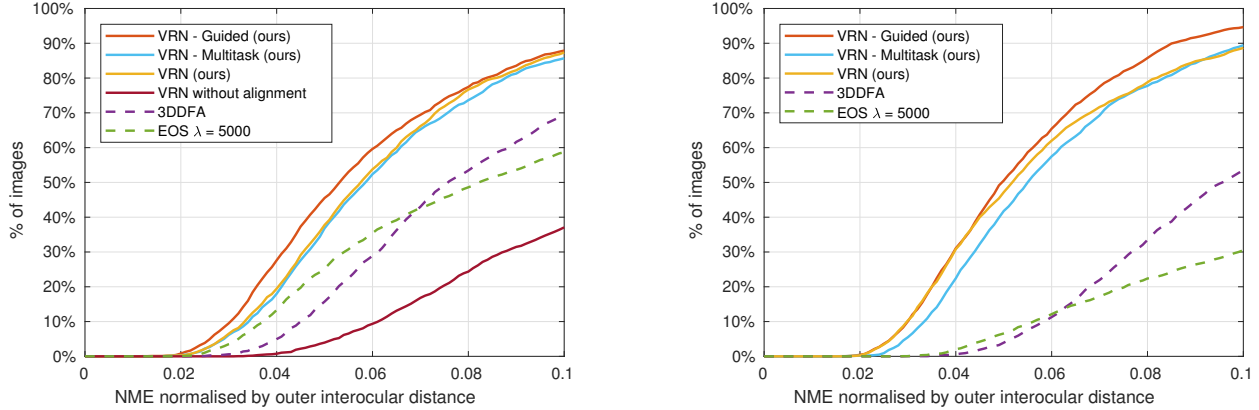 100%
90%
80%
70%
60%
50%
40%
30%
20%
10%
0%
% of images
VRN - Guided (ours)
VRN - Multitask (ours)
VRN (ours)
VRN without alignment
3DDFA
EOS λ = 5000
0 0.02 0.04 0.06 0.08 0.1
NME normalised by outer interocular distance
100%
90%
80%
70%
60%
50%
40%
30%
20%
10%
0%
% of images
VRN - Guided (ours)
VRN - Multitask (ours)
VRN (ours)
3DDFA
EOS λ = 5000
0 0.02 0.04 0.06 0.08 0.1
NME normalised by outer interocular distance